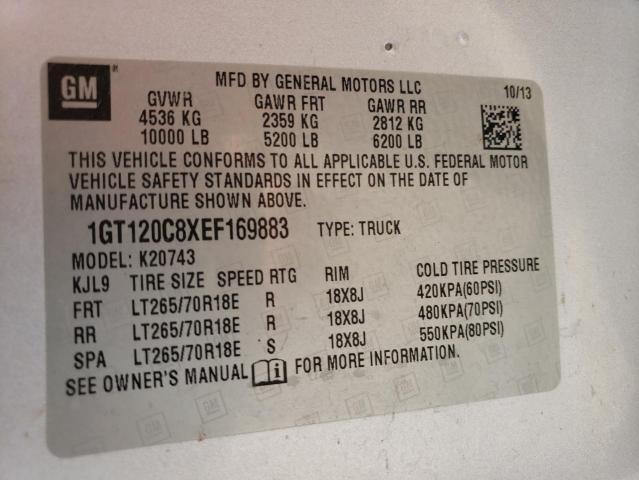 GM
MFD BY GENERAL MOTORS LLC
10/13
GVWR GAWR FRT GAWR RR
4536 KG 2359 KG 2812 KG
10000 LB 5200 LB 6200 LB
THIS VEHICLE CONFORMS TO ALL APPLICABLE U.S. FEDERAL MOTOR
VEHICLE SAFETY STANDARDS IN EFFECT ON THE DATE OF
MANUFACTURE SHOWN ABOVE.
1GT120C8XEF169883 TYPE: TRUCK
MODEL: K20743
KJL9 TIRE SIZE SPEED RTG RIM COLD TIRE PRESSURE
FRT LT265/70R18E R 18X8J 420KPA(60PSI)
RR LT265/70R18E R 18X8J 480KPA(70PSI)
SPA LT265/70R18E S 18X8J 550KPA(80PSI)
SEE OWNER'S MANUAL i FOR MORE INFORMATION.